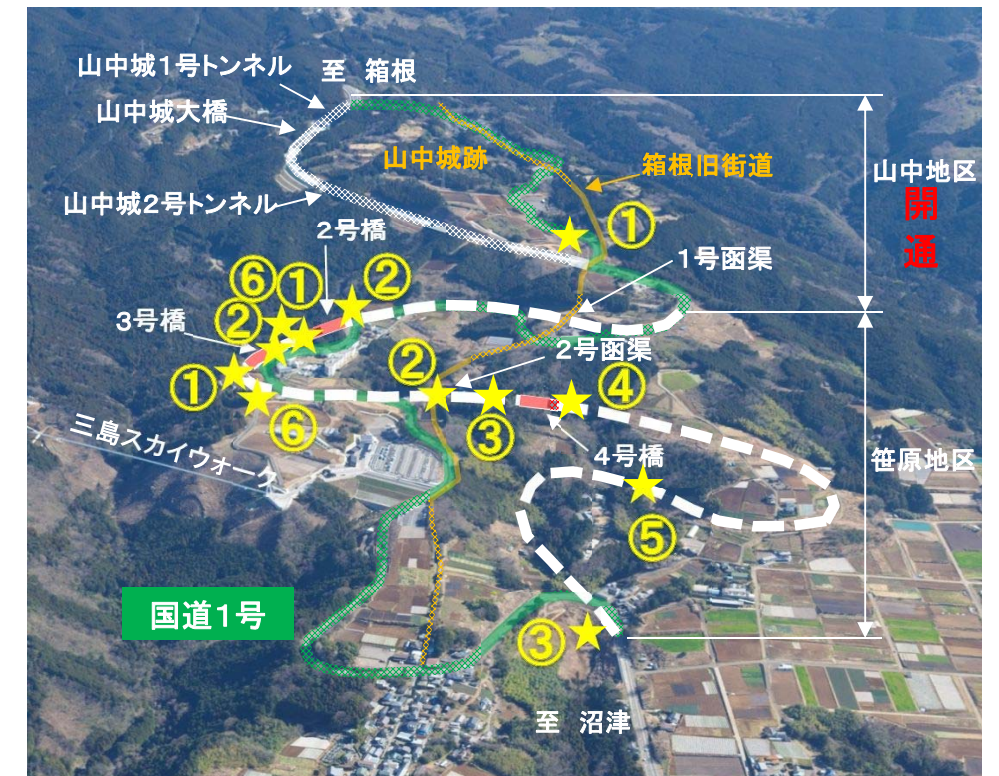 山中城1号トンネル
至 箱根
山中城大橋
山中城跡
箱根旧街道
山中地区
開通
山中城2号トンネル
2号橋
①
1号函渠
⑥
①
②
②
3号橋
2号函渠
②
①
④
⑥
③
三島スカイウォーク
4号橋
笹原地区
⑤
国道1号
③
至 沼津